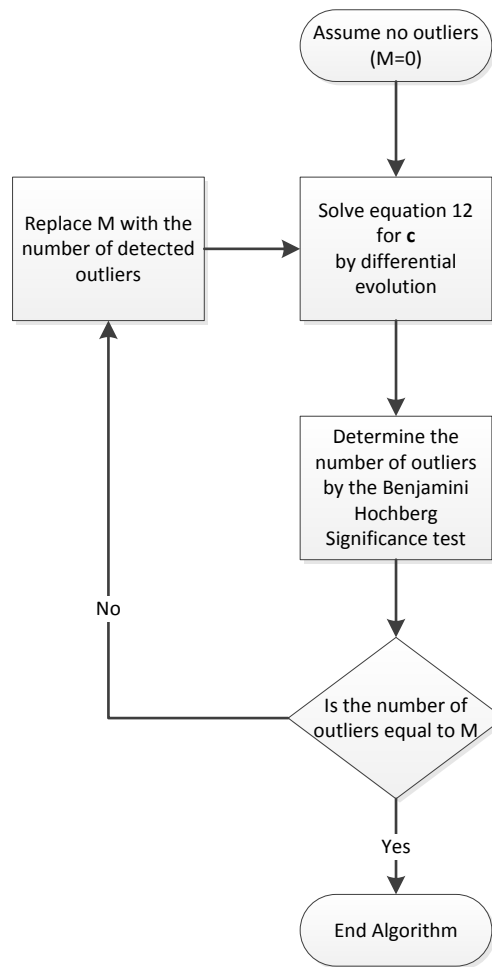 Assume no outliers
(M=0)
Replace M with the
number of detected
outliers
Solve equation 12
for c
by differential
evolution
Determine the
number of outliers
by the Benjamini
Hochberg
Significance test
No
Is the number of
outliers equal to M
Yes
End Algorithm